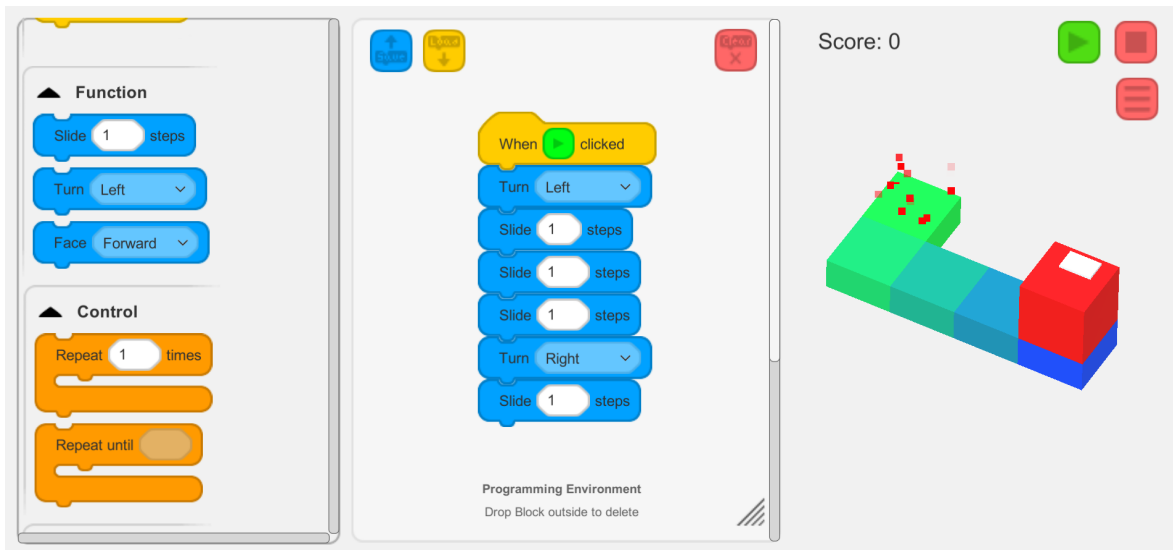 Function
Slide 1 steps
Turn Left
Face Forward
Control
Repeat 1 times
Repeat until
When clicked
Turn Left
Slide 1 steps
Slide 1 steps
Slide 1 steps
Turn Right
Slide 1 steps
Programming Environment
Drop Block outside to delete
Score: 0